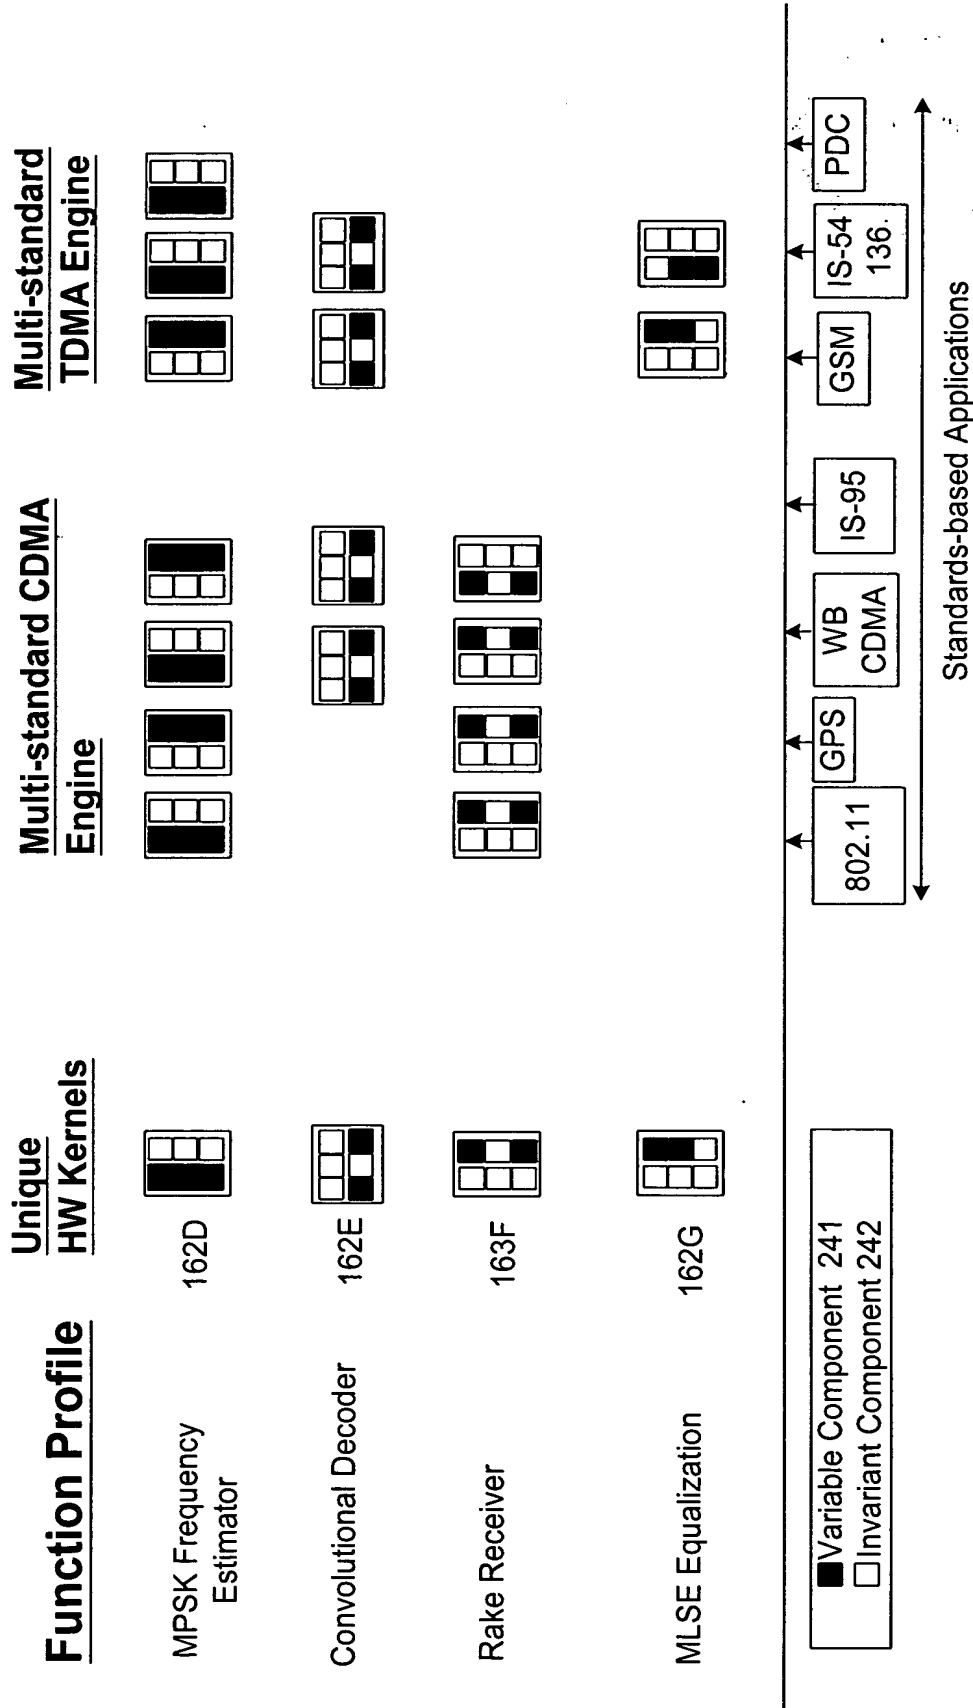 Function Profile
Unique
HW Kernels
Multi-standard CDMA
Engine
Multi-standard
TDMA Engine
MPSK Frequency
Estimator
162D
Convolutional Decoder
162E
Rake Receiver
163F
MLSE Equalization
162G
Variable Component 241
Invariant Component 242
802.11
GPS
WB
CDMA
IS-95
GSM
IS-54
136.
PDC
Standards-based Applications